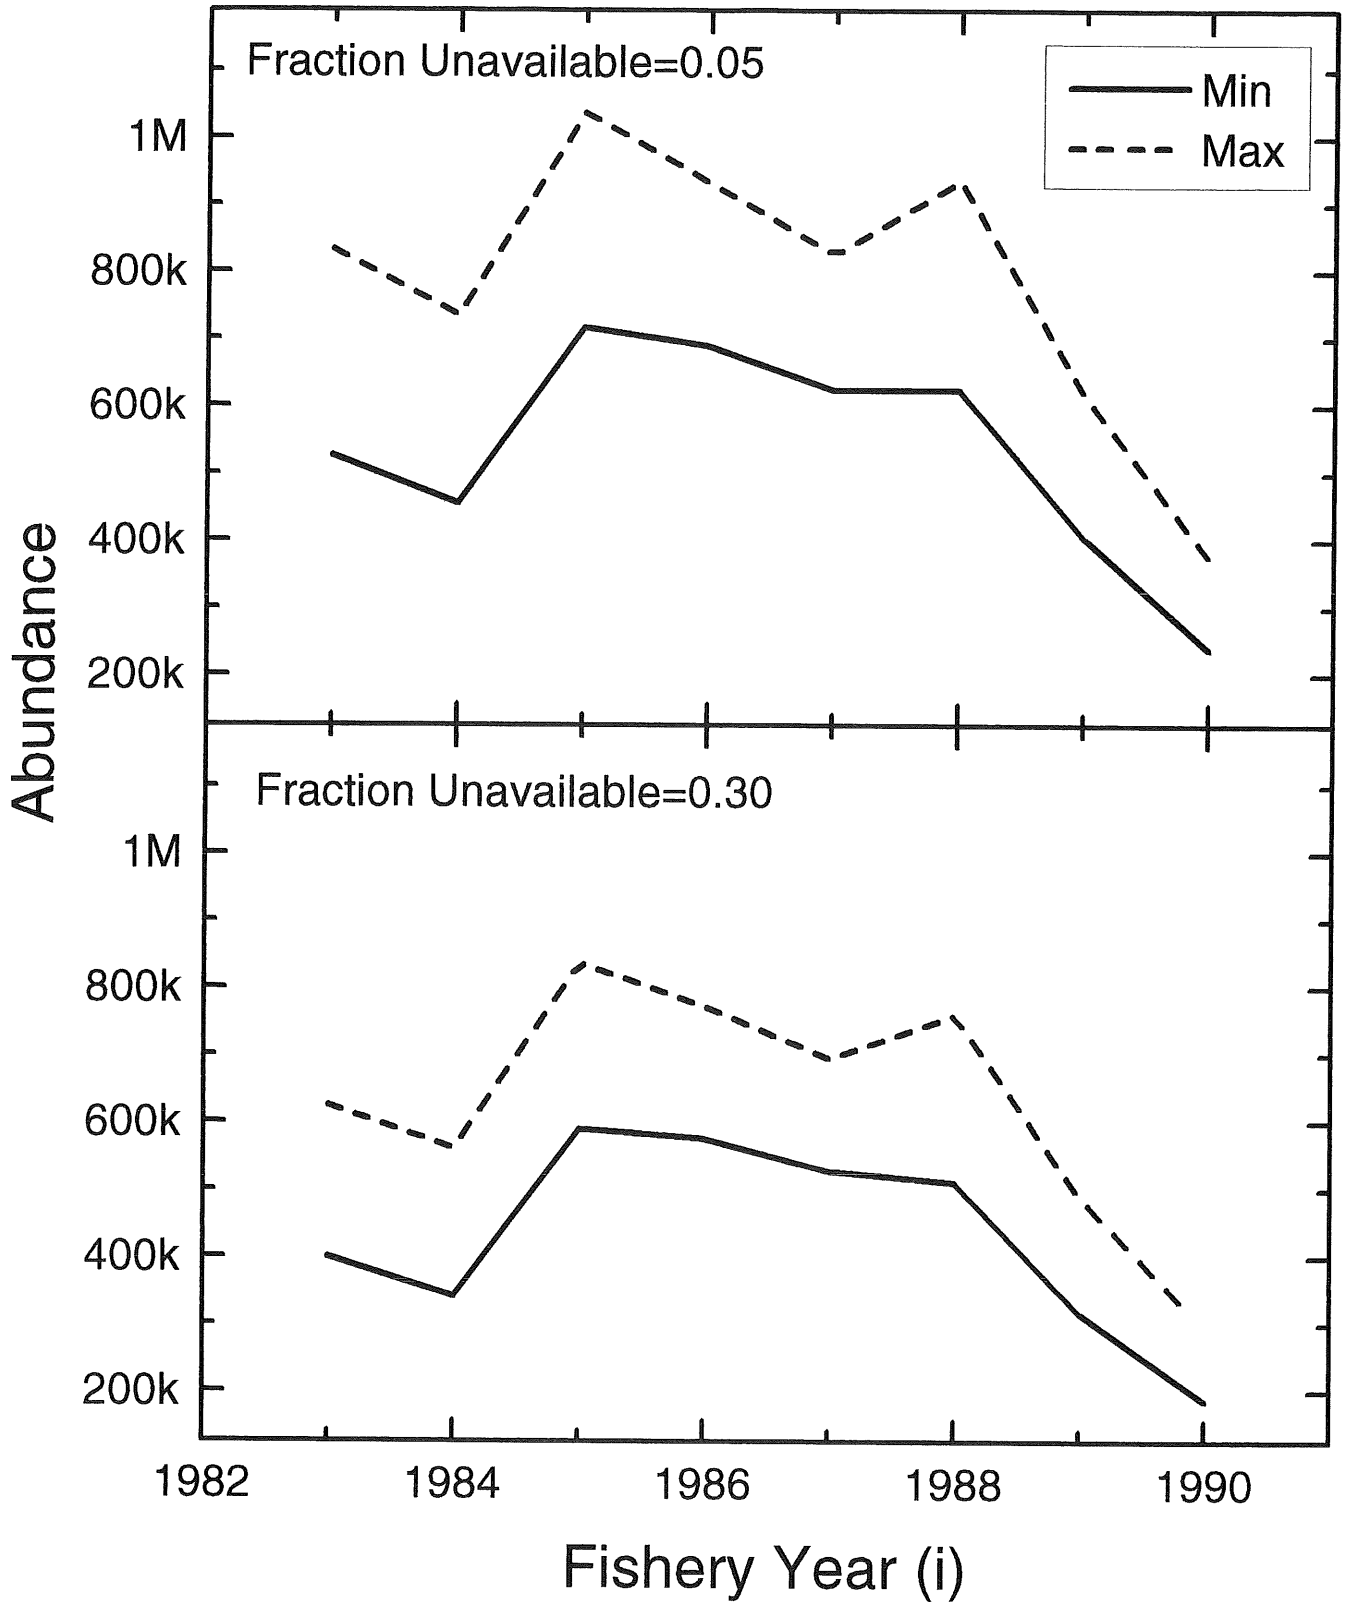 Fraction Unavailable=0.05
Min
Max
1M
800k
600k
400k
200k
Abundance
Fraction Unavailable=0.30
1M
800k
600k
400k
200k
1982 1984 1986 1988 1990
Fishery Year (i)